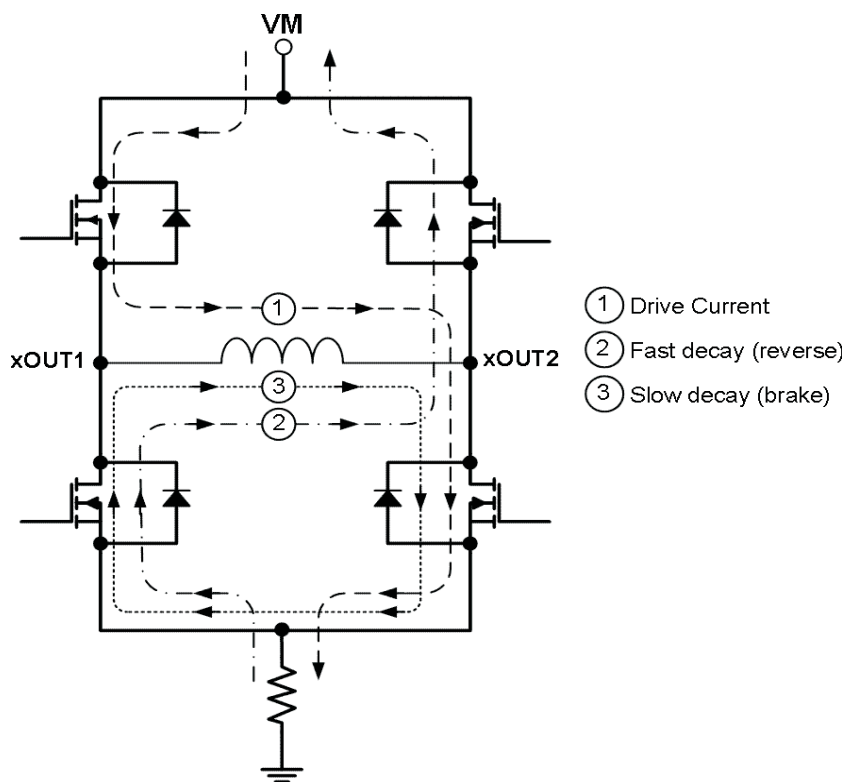 VM
1
xOUT1
xOUT2
3
2
1 Drive Current
2 Fast decay (reverse)
3 Slow decay (brake)